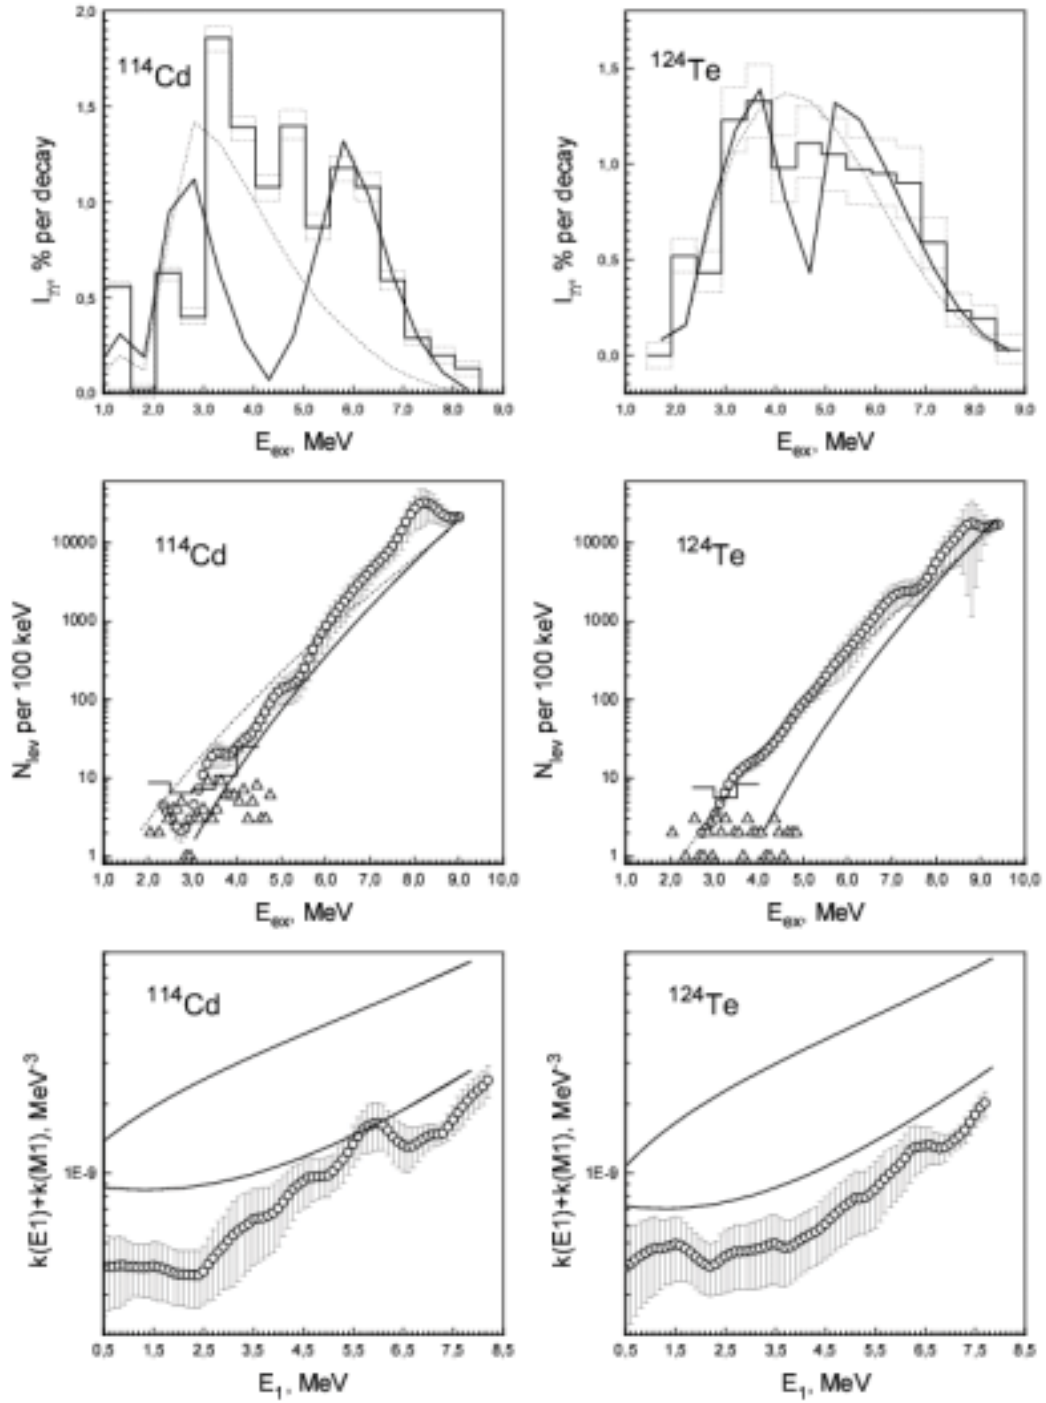 2,0
1,5
1,0
0,5
0,0
¹¹⁴Cd
I_γγ, % per decay
1,0 2,0 3,0 4,0 5,0 6,0 7,0 8,0 9,0
E_ex, MeV
1,5
1,0
0,5
0,0
¹²⁴Te
I_γγ, % per decay
1,0 2,0 3,0 4,0 5,0 6,0 7,0 8,0 9,0
E_ex, MeV
10000
1000
100
10
1
¹¹⁴Cd
N_lev per 100 keV
1,0 2,0 3,0 4,0 5,0 6,0 7,0 8,0 9,0 10,0
E_ex, MeV
10000
1000
100
10
1
¹²⁴Te
N_lev per 100 keV
1,0 2,0 3,0 4,0 5,0 6,0 7,0 8,0 9,0 10,0
E_ex, MeV
1E-9
¹¹⁴Cd
k(E1)+k(M1), MeV⁻³
0,5 1,5 2,5 3,5 4,5 5,5 6,5 7,5 8,5
E₁, MeV
1E-9
¹²⁴Te
k(E1)+k(M1), MeV⁻³
0,5 1,5 2,5 3,5 4,5 5,5 6,5 7,5 8,5
E₁, MeV